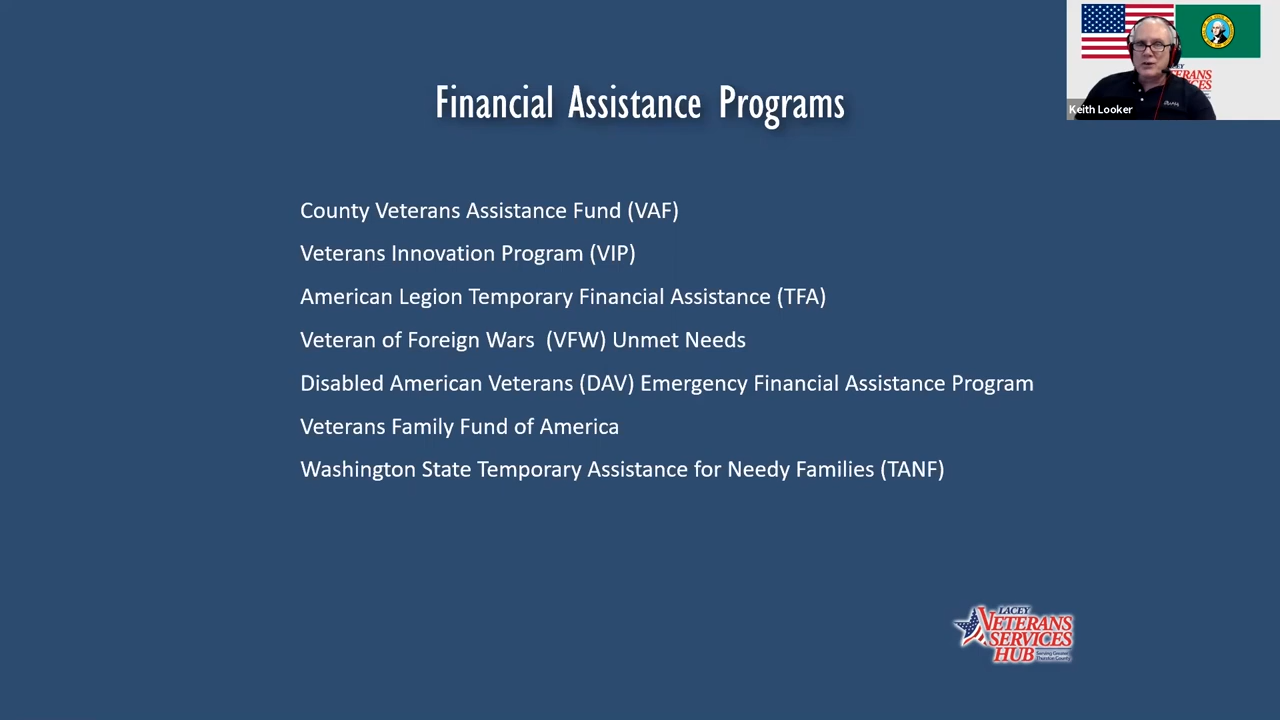 Financial Assistance Programs
Keith Looker
County Veterans Assistance Fund (VAF)
Veterans Innovation Program (VIP)
American Legion Temporary Financial Assistance (TFA)
Veteran of Foreign Wars  (VFW) Unmet Needs
Disabled American Veterans (DAV) Emergency Financial Assistance Program
Veterans Family Fund of America
Washington State Temporary Assistance for Needy Families (TANF)
LACEY
VETERANS
SERVICES
HUB